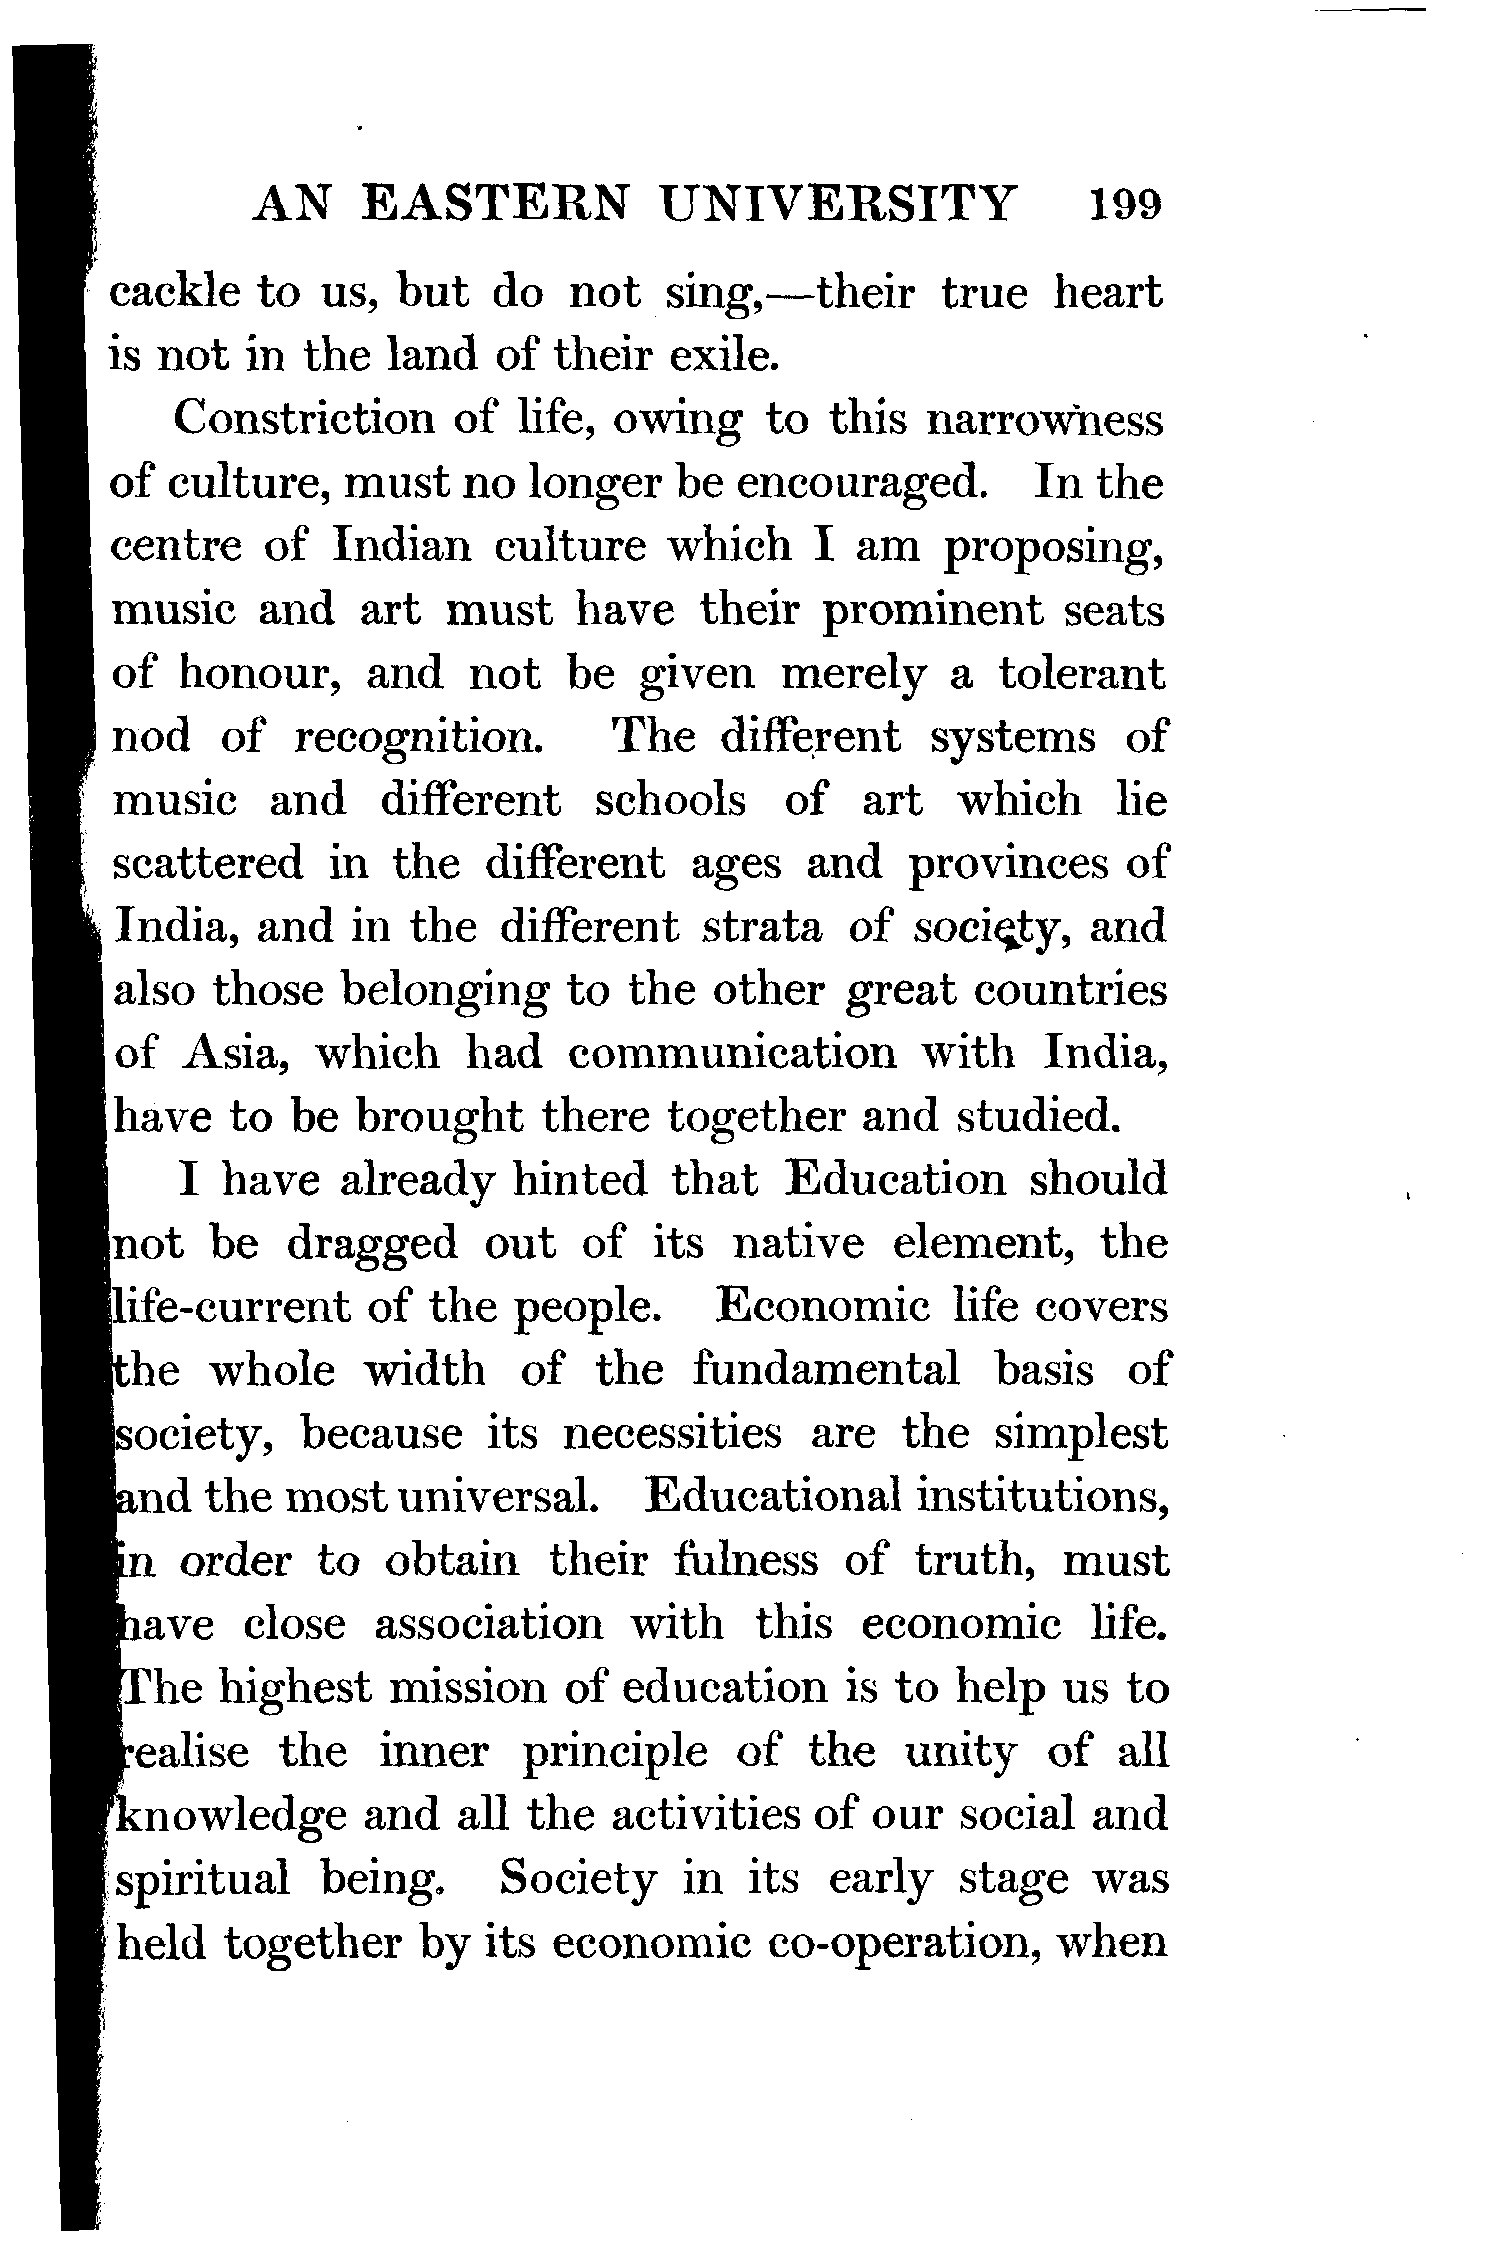 AN EASTERN UNIVERSITY 199
cackle to us, but do not sing,—their true heart
is not in the land of their exile.
Constriction of life, owing to this narrowness
of culture, must no longer be encouraged. In the
centre of Indian culture which I am proposing,
music and art must have their prominent seats
of honour, and not be given merely a tolerant
nod of recognition. The different systems of
music and different schools of art which lie
scattered in the different ages and provinces of
India, and in the different strata of society, and
also those belonging to the other great countries
of Asia, which had communication with India,
have to be brought there together and studied.
I have already hinted that Education should
not be dragged out of its native element, the
life-current of the people. Economic life covers
the whole width of the fundamental basis of
society, because its necessities are the simplest
and the most universal. Educational institutions,
in order to obtain their fulness of truth, must
have close association with this economic life.
The highest mission of education is to help us to
realise the inner principle of the unity of all
knowledge and all the activities of our social and
spiritual being. Society in its early stage was
held together by its economic co-operation, when